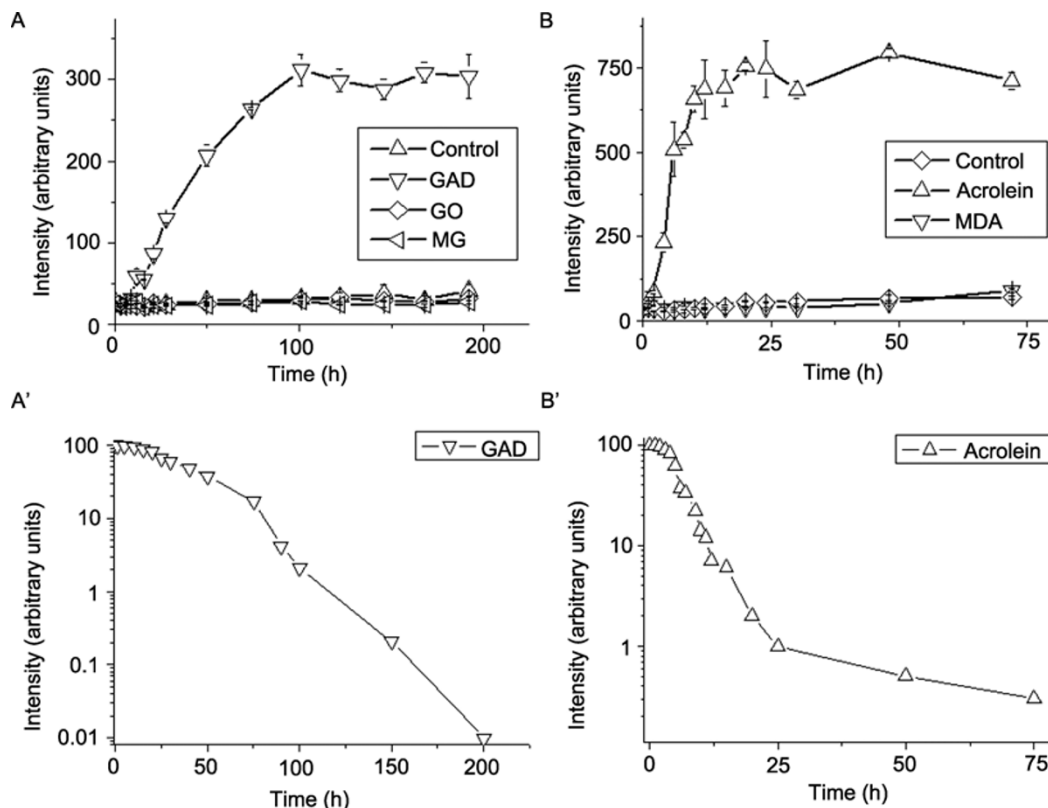 A
Intensity (arbitrary units)
300
200
100
0
Control
GAD
GO
MG
0
100
200
Time (h)
B
Intensity (arbitrary units)
750
500
250
0
Control
Acrolein
MDA
0
25
50
75
Time (h)
A'
Intensity (arbitrary units)
100
10
1
0.1
0.01
GAD
0
50
100
150
200
Time (h)
B'
Intensity (arbitrary units)
100
10
1
Acrolein
0
25
50
75
Time (h)